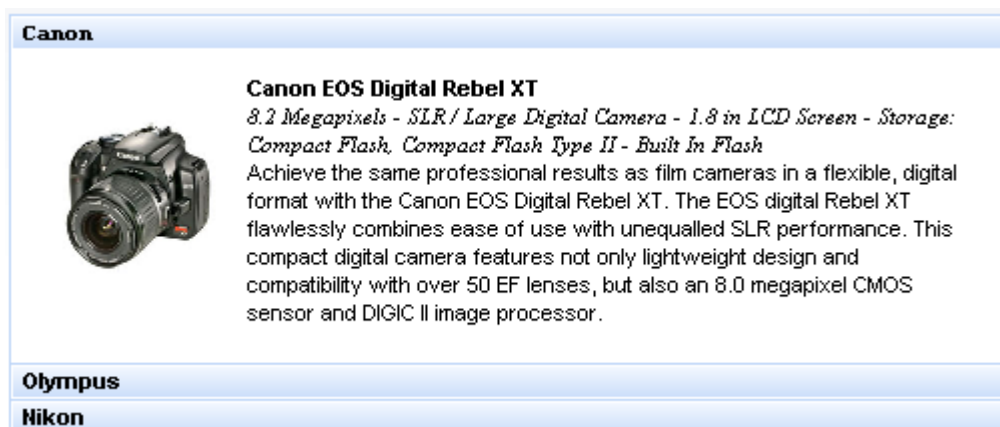 Canon
Canon EOS Digital Rebel XT
8.2 Megapixels - SLR / Large Digital Camera - 1.8 in LCD Screen - Storage:
Compact Flash, Compact Flash Type II - Built In Flash
Achieve the same professional results as film cameras in a flexible, digital
format with the Canon EOS Digital Rebel XT. The EOS digital Rebel XT
flawlessly combines ease of use with unequalled SLR performance. This
compact digital camera features not only lightweight design and
compatibility with over 50 EF lenses, but also an 8.0 megapixel CMOS
sensor and DIGIC II image processor.
Olympus
Nikon